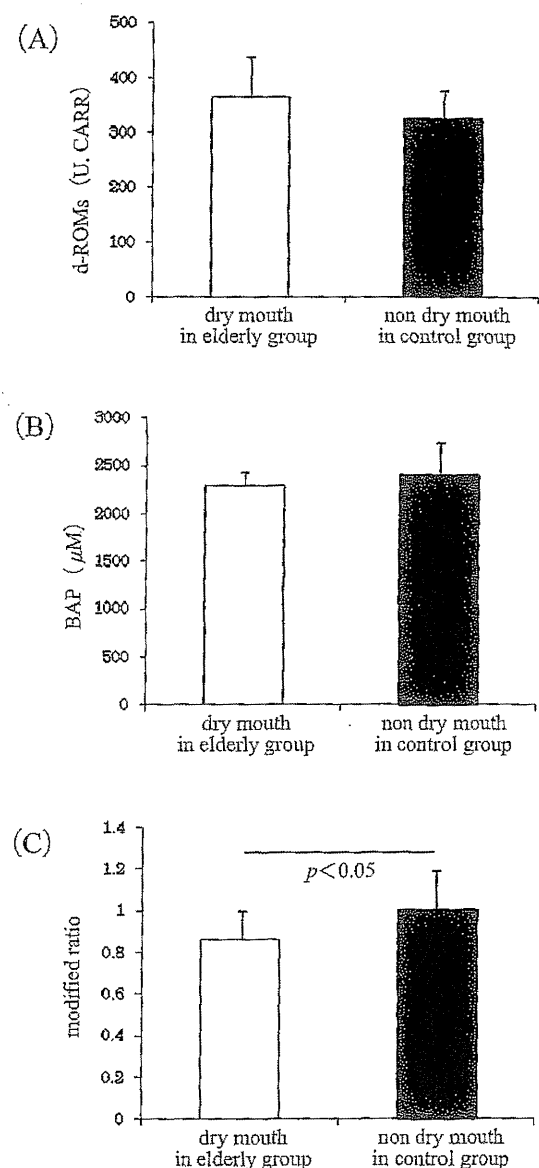 (A)
500
400
300
200
100
0
d-ROMs (U. CARR)
dry mouth
in elderly group
non dry mouth
in control group
(B)
3000
2500
2000
1500
1000
500
0
BAP (μM)
dry mouth
in elderly group
non dry mouth
in control group
(C)
1.4
1.2
1
0.8
0.6
0.4
0.2
0
modified ratio
p<0.05
dry mouth
in elderly group
non dry mouth
in control group